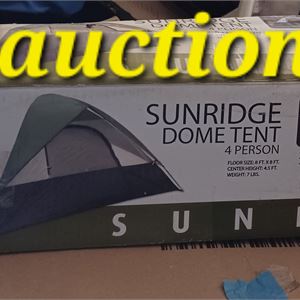 auction
SUNRIDGE
DOME TENT
4 PERSON
FLOOR SIZE: 8 FT. X 8 FT.
CENTER HEIGHT: 4.5 FT.
WEIGHT: 7 LBS.
S U N